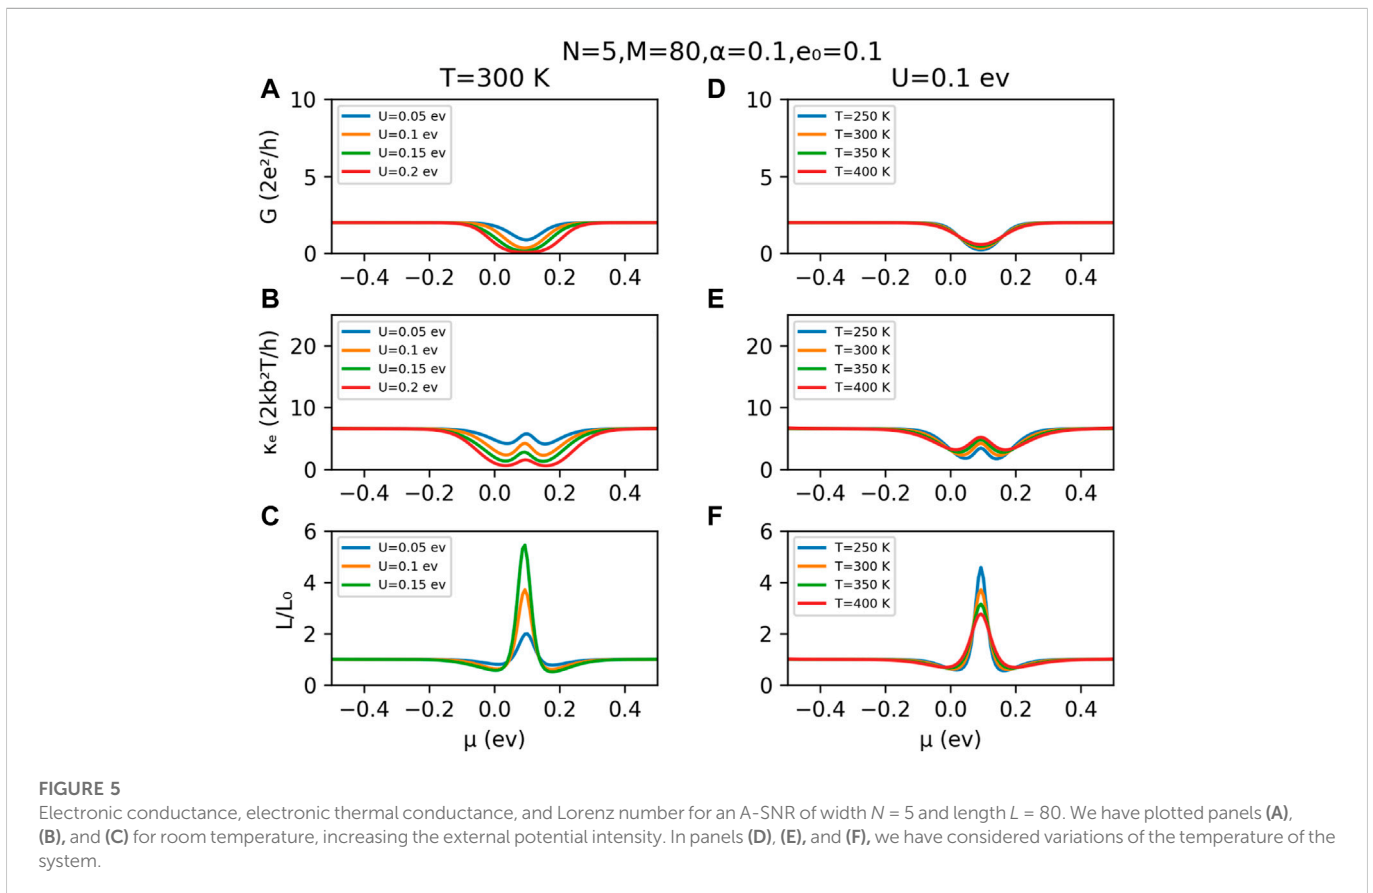 N=5,M=80,α=0.1,e₀=0.1
T=300 K
U=0.1 ev
A
G (2e²/h)
10
5
0
U=0.05 ev
U=0.1 ev
U=0.15 ev
U=0.2 ev
−0.4 −0.2 0.0 0.2 0.4
D
10
5
0
T=250 K
T=300 K
T=350 K
T=400 K
−0.4 −0.2 0.0 0.2 0.4
B
κₑ (2kb²T/h)
20
10
0
U=0.05 ev
U=0.1 ev
U=0.15 ev
U=0.2 ev
−0.4 −0.2 0.0 0.2 0.4
E
20
10
0
T=250 K
T=300 K
T=350 K
T=400 K
−0.4 −0.2 0.0 0.2 0.4
C
L/L₀
6
4
2
0
U=0.05 ev
U=0.1 ev
U=0.15 ev
−0.4 −0.2 0.0 0.2 0.4
μ (ev)
F
6
4
2
0
T=250 K
T=300 K
T=350 K
T=400 K
−0.4 −0.2 0.0 0.2 0.4
μ (ev)
FIGURE 5
Electronic conductance, electronic thermal conductance, and Lorenz number for an A-SNR of width N = 5 and length L = 80. We have plotted panels (A),
(B), and (C) for room temperature, increasing the external potential intensity. In panels (D), (E), and (F), we have considered variations of the temperature of the
system.